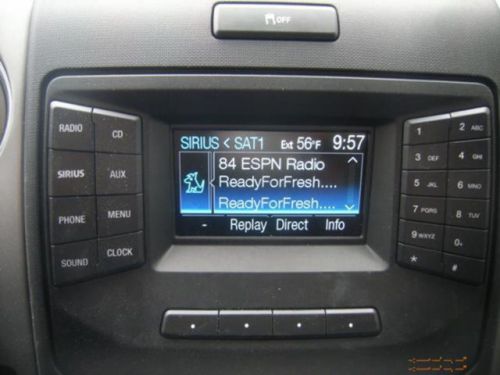 OFF
RADIO CD
SIRIUS AUX
PHONE MENU
SOUND CLOCK
SIRIUS < SAT1 Ext 56°F 9:57
84 ESPN Radio
ReadyForFresh....
ReadyForFresh....
- Replay Direct Info
1 2 ABC
3 DEF 4 GHI
5 JKL 6 MNO
7 PQRS 8 TUV
9 WXYZ 0 +
* #